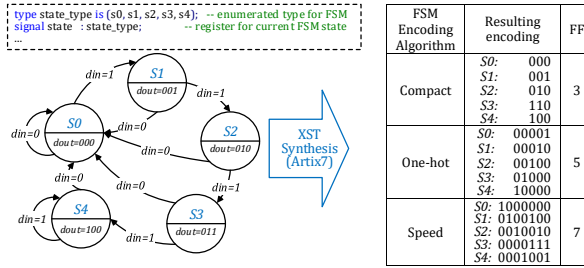 type state_type is (s0, s1, s2, s3, s4); -- enumerated type for FSM
signal state : state_type; -- register for current FSM state
...
din=1
S1
dout=001
din=1
din=0
din=0
S0
dout=000
din=0
S2
dout=010
din=0
din=0
din=1
S4
dout=100
din=1
din=1
S3
dout=011
XST
Synthesis
(Artix7)
FSM Encoding Algorithm | Resulting encoding | FF
Compact | S0: 000 | 3
S1: 001
S2: 010
S3: 110
S4: 100
One-hot | S0: 00001 | 5
S1: 00010
S2: 00100
S3: 01000
S4: 10000
Speed | S0: 1000000 | 7
S1: 0100100
S2: 0010010
S3: 0000111
S4: 0001001